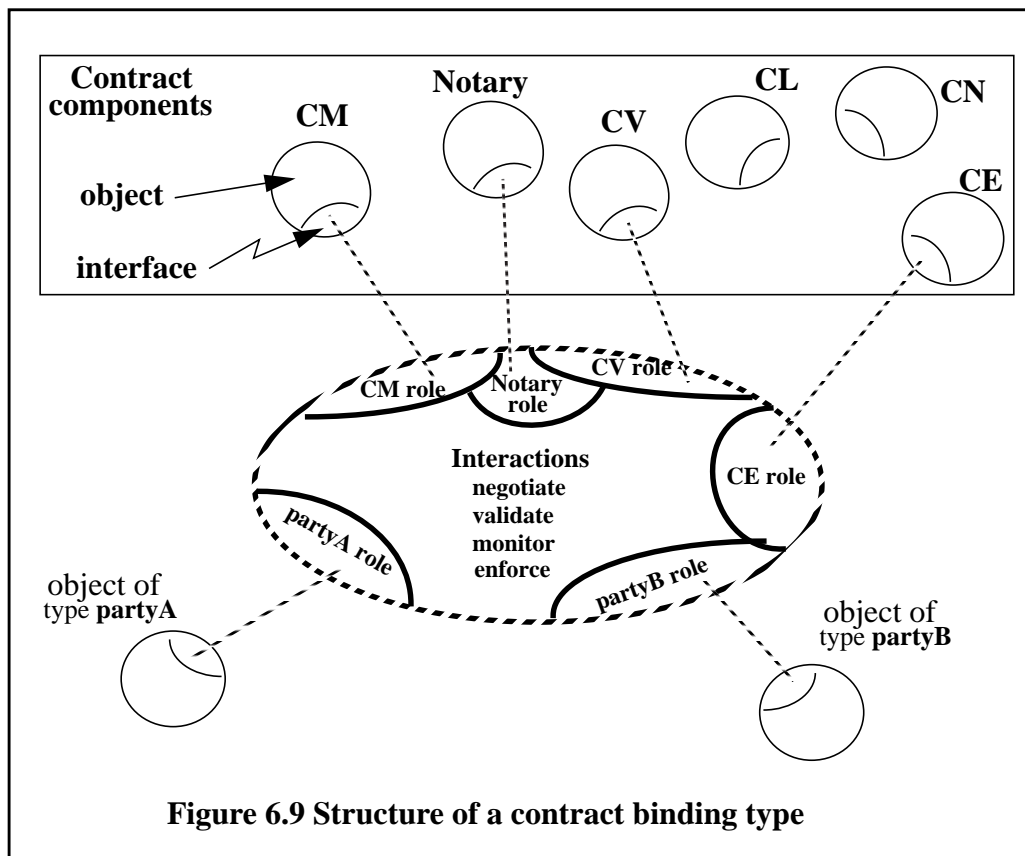 Contract
components
CM
Notary
CV
CL
CN
CE
object
interface
CM role
Notary
role
CV role
CE role
Interactions
negotiate
validate
monitor
enforce
partyA role
partyB role
object of
type partyA
object of
type partyB
Figure 6.9 Structure of a contract binding type